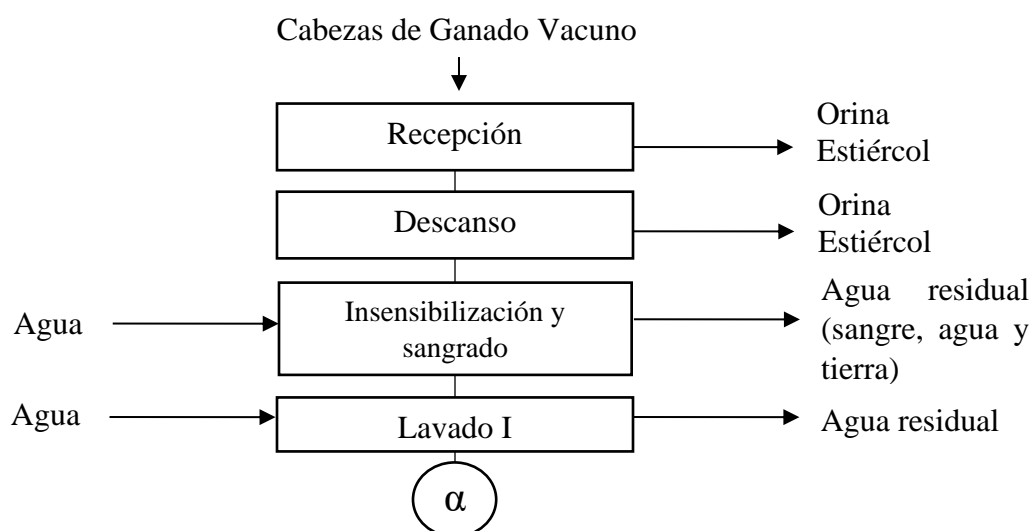 Cabezas de Ganado Vacuno
Recepción
Orina
Estiércol
Descanso
Orina
Estiércol
Agua
Insensibilización y
sangrado
Agua residual
(sangre, agua y
tierra)
Agua
Lavado I
Agua residual
α